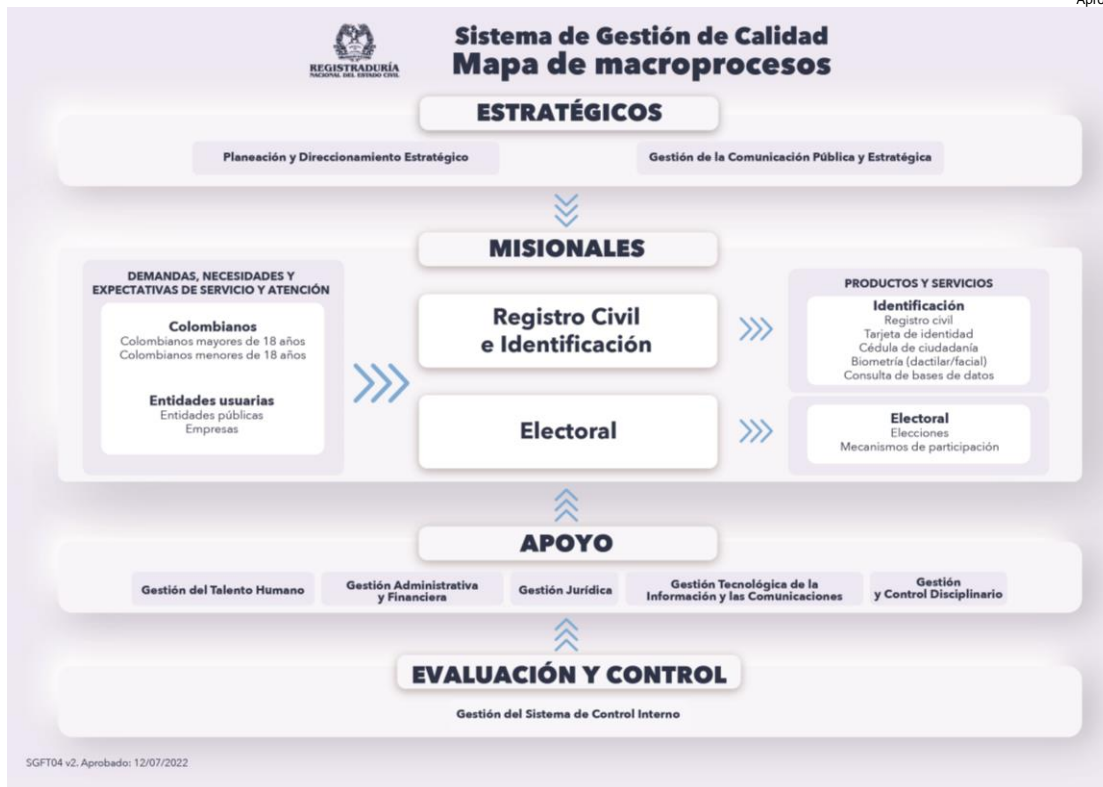 Apro
REGISTRADURÍA
NACIONAL DEL ESTADO CIVIL
Sistema de Gestión de Calidad
Mapa de macroprocesos
ESTRATÉGICOS
Planeación y Direccionamiento Estratégico
Gestión de la Comunicación Pública y Estratégica
MISIONALES
DEMANDAS, NECESIDADES Y
EXPECTATIVAS DE SERVICIO Y ATENCIÓN
Colombianos
Colombianos mayores de 18 años
Colombianos menores de 18 años
Entidades usuarias
Entidades públicas
Empresas
Registro Civil
e Identificación
Electoral
PRODUCTOS Y SERVICIOS
Identificación
Registro civil
Tarjeta de identidad
Cédula de ciudadanía
Biometría (dactilar/facial)
Consulta de bases de datos
Electoral
Elecciones
Mecanismos de participación
APOYO
Gestión del Talento Humano
Gestión Administrativa
y Financiera
Gestión Jurídica
Gestión Tecnológica de la
Información y las Comunicaciones
Gestión
y Control Disciplinario
EVALUACIÓN Y CONTROL
Gestión del Sistema de Control Interno
SGFT04 v2. Aprobado: 12/07/2022